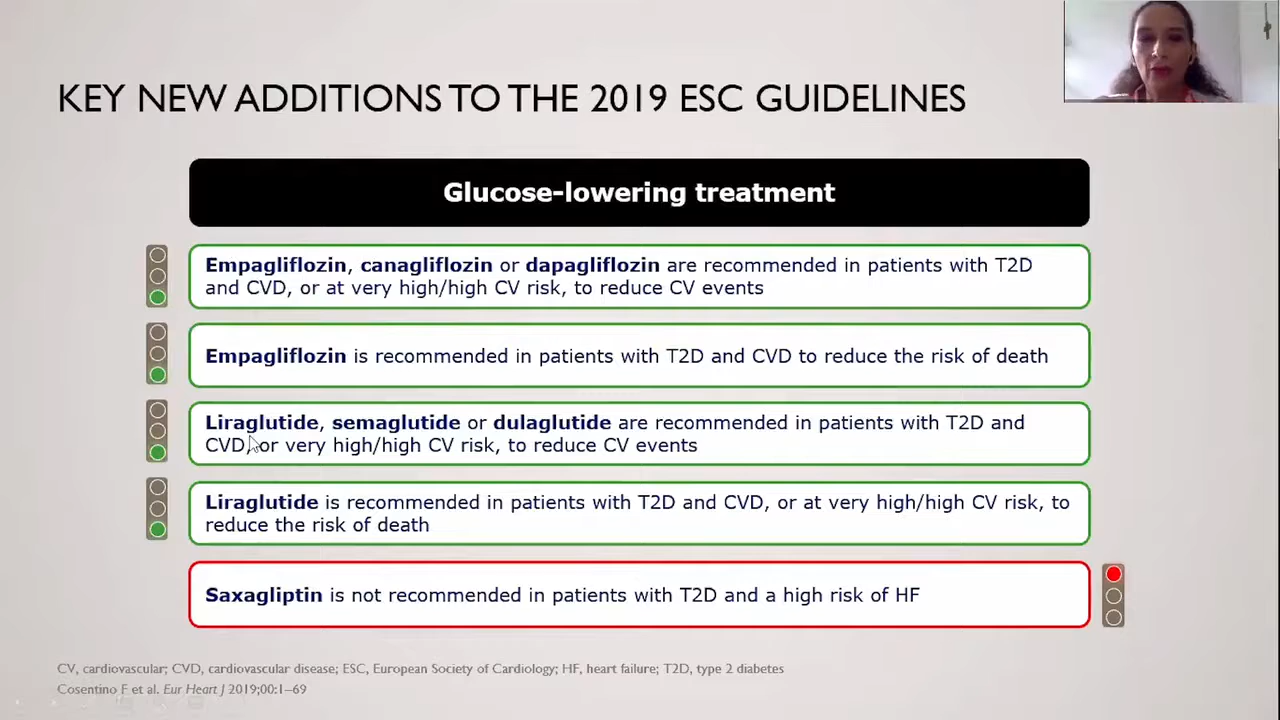 KEY NEW ADDITIONS TO THE 2019 ESC GUIDELINES
Glucose-lowering treatment
Empagliflozin, canagliflozin or dapagliflozin are recommended in patients with T2D
and CVD, or at very high/high CV risk, to reduce CV events
Empagliflozin is recommended in patients with T2D and CVD to reduce the risk of death
Liraglutide, semaglutide or dulaglutide are recommended in patients with T2D and
CVD, or very high/high CV risk, to reduce CV events
Liraglutide is recommended in patients with T2D and CVD, or at very high/high CV risk, to
reduce the risk of death
Saxagliptin is not recommended in patients with T2D and a high risk of HF
CV, cardiovascular; CVD, cardiovascular disease; ESC, European Society of Cardiology; HF, heart failure; T2D, type 2 diabetes
Cosentino F et al. Eur Heart J 2019;00:1–69